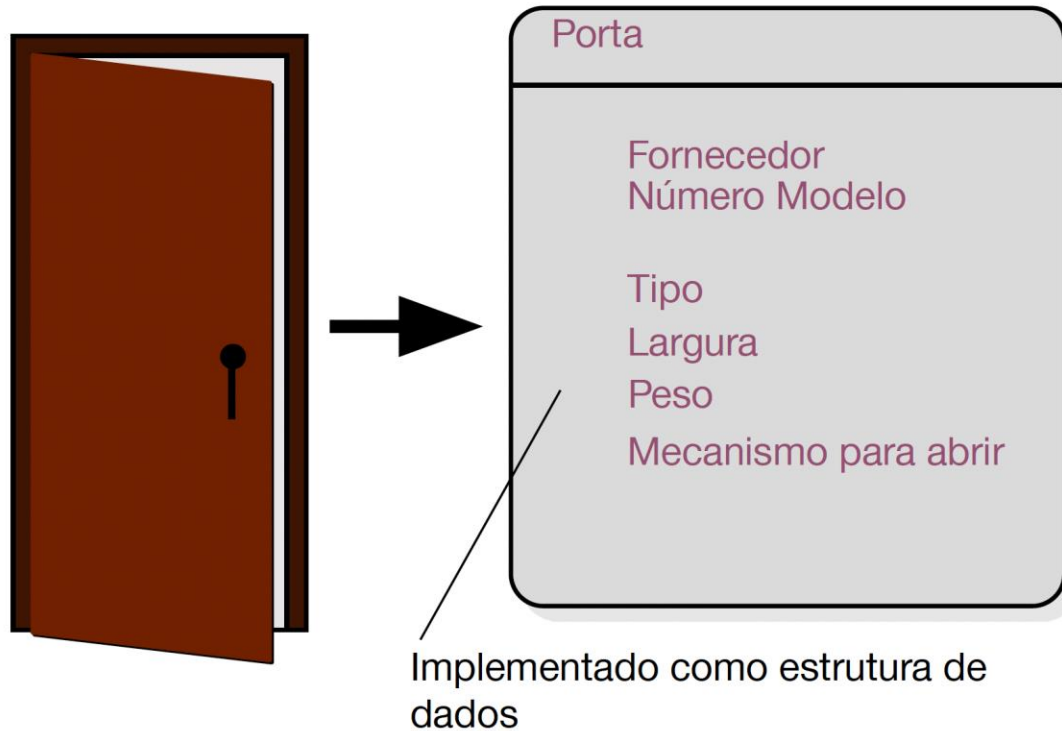 Porta
Fornecedor
Número Modelo
Tipo
Largura
Peso
Mecanismo para abrir
Implementado como estrutura de
dados